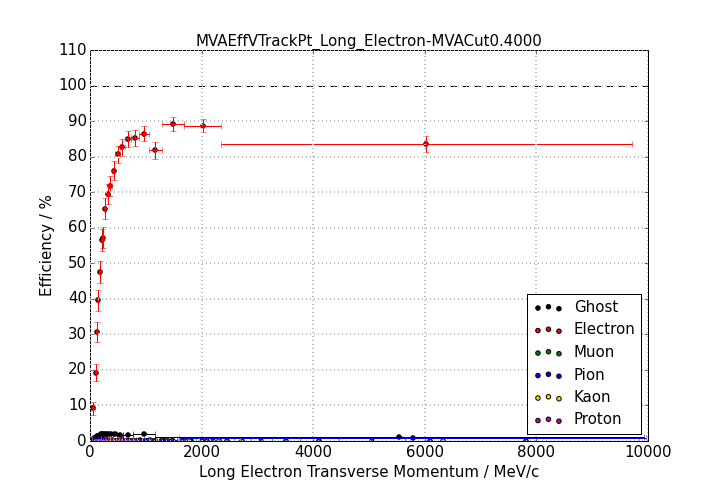 MVAEffVTrackPt_Long_Electron-MVACut0.4000
110
100
90
80
70
60
50
40
30
20
10
0
Efficiency / %
Ghost
Electron
Muon
Pion
Kaon
Proton
0 2000 4000 6000 8000 10000
Long Electron Transverse Momentum / MeV/c